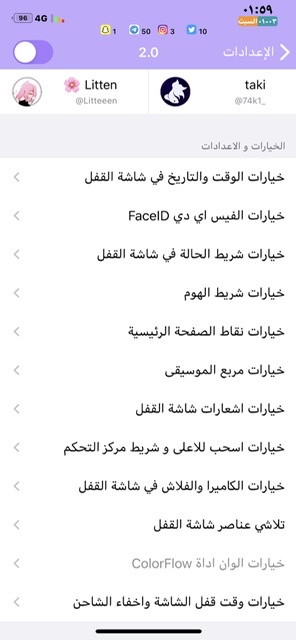 ٠١:٥٩
٠١-٠٣ السبت
4G
96
1
50
3
10
الإعدادات
2.0
taki
@74k1_
🌸 Litten
@Litteeen
الخيارات و الاعدادات
خيارات الوقت والتاريخ في شاشة القفل
خيارات الفيس اي دي FaceID
خيارات شريط الحالة في شاشة القفل
خيارات شريط الهوم
خيارات نقاط الصفحة الرئيسية
خيارات مربع الموسيقى
خيارات اشعارات شاشة القفل
خيارات اسحب للاعلى و شريط مركز التحكم
خيارات الكاميرا والفلاش في شاشة القفل
تلاشي عناصر شاشة القفل
خيارات الوان اداة ColorFlow
خيارات وقت قفل الشاشة واخفاء الشاحن